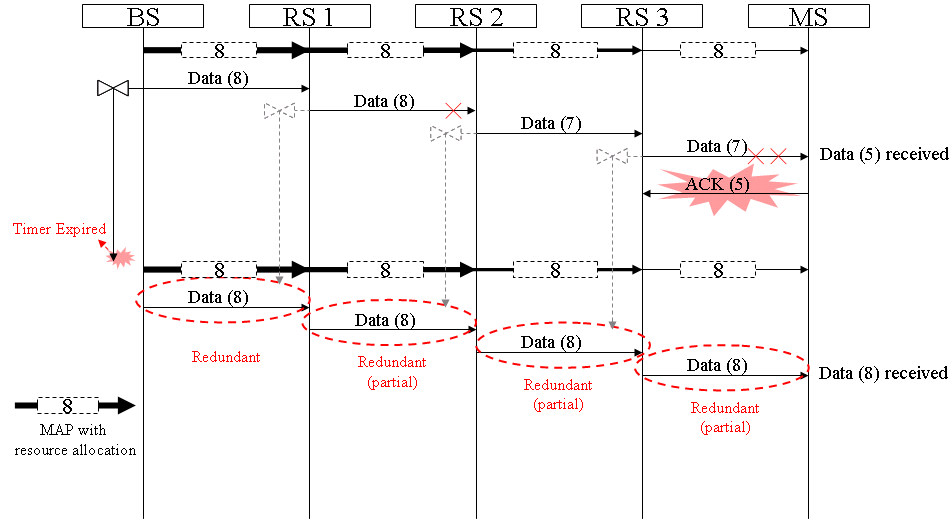 BS
RS 1
RS 2
RS 3
MS
8
8
8
8
Data (8)
Data (8)
Data (7)
Data (7)
Data (5) received
ACK (5)
Timer Expired
8
8
8
8
Data (8)
Data (8)
Data (8)
Data (8)
Data (8) received
Redundant
Redundant
(partial)
Redundant
(partial)
Redundant
(partial)
8
MAP with
resource allocation